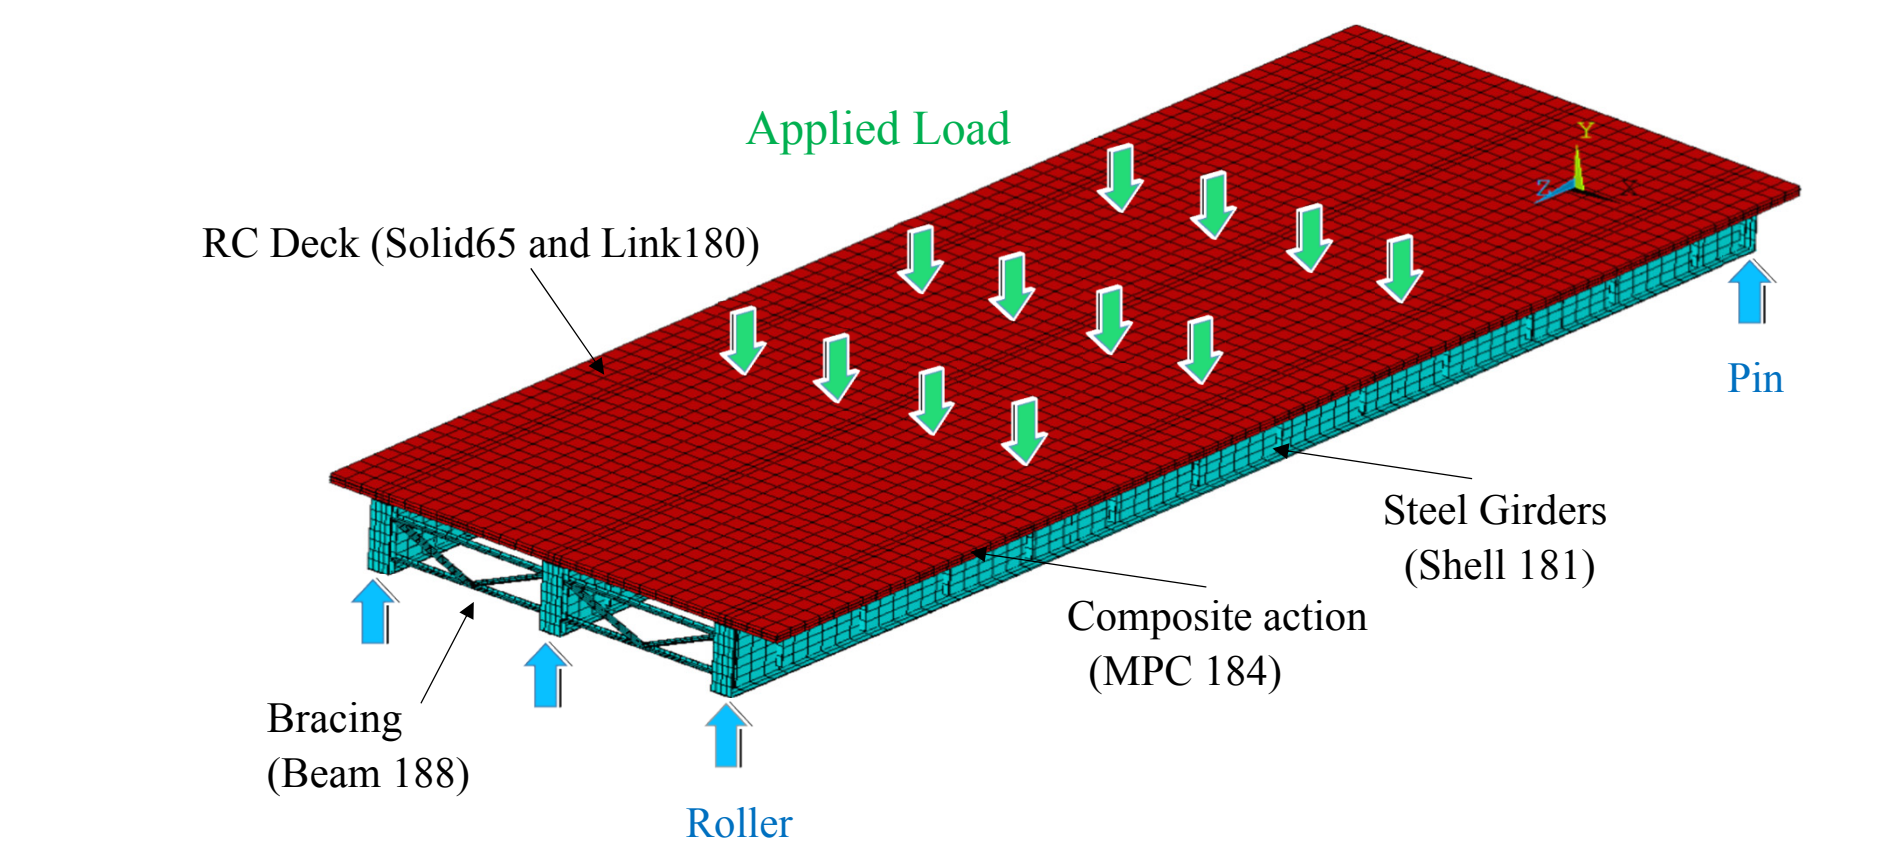 Applied Load
Y
Z
X
RC Deck (Solid65 and Link180)
Pin
Steel Girders
(Shell 181)
Composite action
(MPC 184)
Bracing
(Beam 188)
Roller